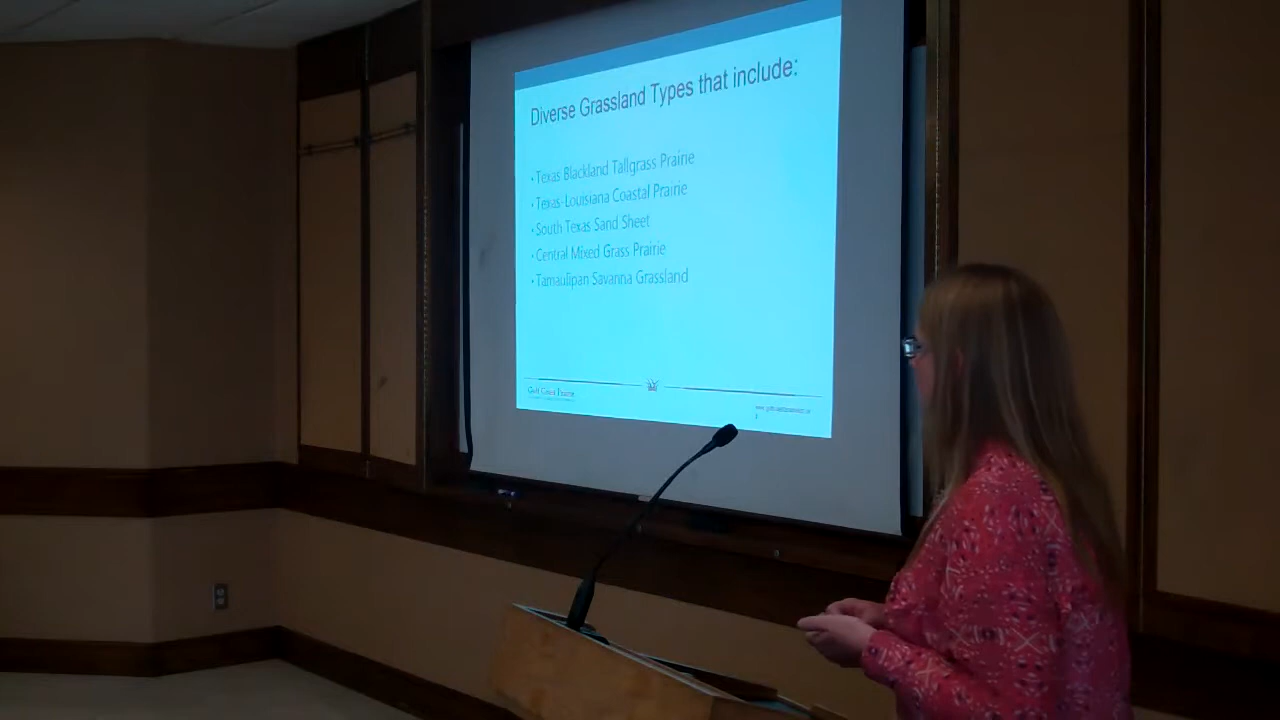 Diverse Grassland Types that include:
• Texas Blackland Tallgrass Prairie
• Texas-Louisiana Coastal Prairie
• South Texas Sand Sheet
• Central Mixed Grass Prairie
• Tamaulipan Savanna Grassland